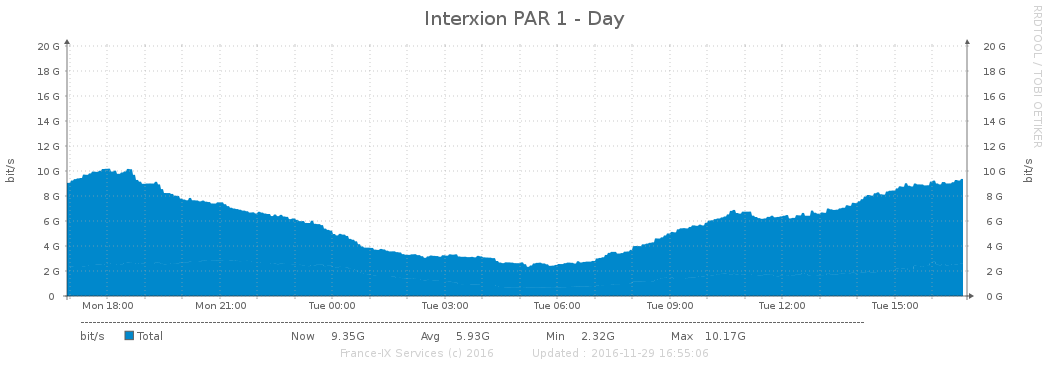 Interxion PAR 1 - Day
RRDTOOL / TOBI OETIKER
20 G 20 G
18 G 18 G
16 G 16 G
14 G 14 G
12 G 12 G
10 G 10 G
8 G 8 G
6 G 6 G
4 G 4 G
2 G 2 G
0 0 G
bit/s
bit/s
Mon 18:00 Mon 21:00 Tue 00:00 Tue 03:00 Tue 06:00 Tue 09:00 Tue 12:00 Tue 15:00
bit/s Total Now 9.35G Avg 5.93G Min 2.32G Max 10.17G
France-IX Services (c) 2016 Updated : 2016-11-29 16:55:06